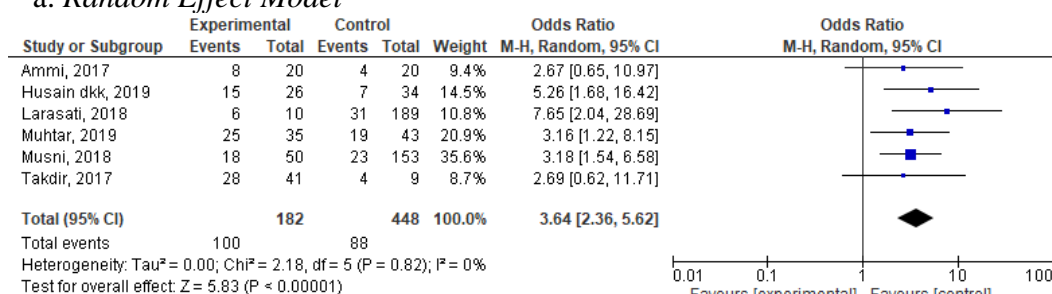 a. Random Effect Model
Experimental Control Odds Ratio Odds Ratio
Study or Subgroup Events Total Events Total Weight M-H, Random, 95% CI M-H, Random, 95% CI
Ammi, 2017 8 20 4 20 9.4% 2.67 [0.65, 10.97]
Husain dkk, 2019 15 26 7 34 14.5% 5.26 [1.68, 16.42]
Larasati, 2018 6 10 31 189 10.8% 7.65 [2.04, 28.69]
Muhtar, 2019 25 35 19 43 20.9% 3.16 [1.22, 8.15]
Musni, 2018 18 50 23 153 35.6% 3.18 [1.54, 6.58]
Takdir, 2017 28 41 4 9 8.7% 2.69 [0.62, 11.71]
Total (95% CI) 182 448 100.0% 3.64 [2.36, 5.62]
Total events 100 88
Heterogeneity: Tau² = 0.00; Chi² = 2.18, df = 5 (P = 0.82); I² = 0%
Test for overall effect: Z = 5.83 (P < 0.00001)
0.01 0.1 1 10 100
Favours [experimental] Favours [control]